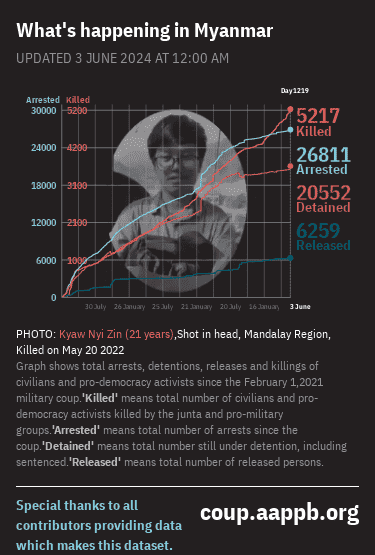 What's happening in Myanmar
UPDATED 3 JUNE 2024 AT 12:00 AM
Day1219
Arrested Killed
30000 5200
24000 4200
18000 3100
12000 2100
6000 1000
0
5217
Killed
26811
Arrested
20552
Detained
6259
Released
30 July 26 January 25 July 21 January 20 July 16 January 3 June
PHOTO: Kyaw Nyi Zin (21 years),Shot in head, Mandalay Region,
Killed on May 20 2022
Graph shows total arrests, detentions, releases and killings of
civilians and pro-democracy activists since the February 1,2021
military coup.'Killed' means total number of civilians and pro-
democracy activists killed by the junta and pro-military
groups.'Arrested' means total number of arrests since the
coup.'Detained' means total number still under detention, including
sentenced.'Released' means total number of released persons.
Special thanks to all
contributors providing data
which makes this dataset.
coup.aappb.org